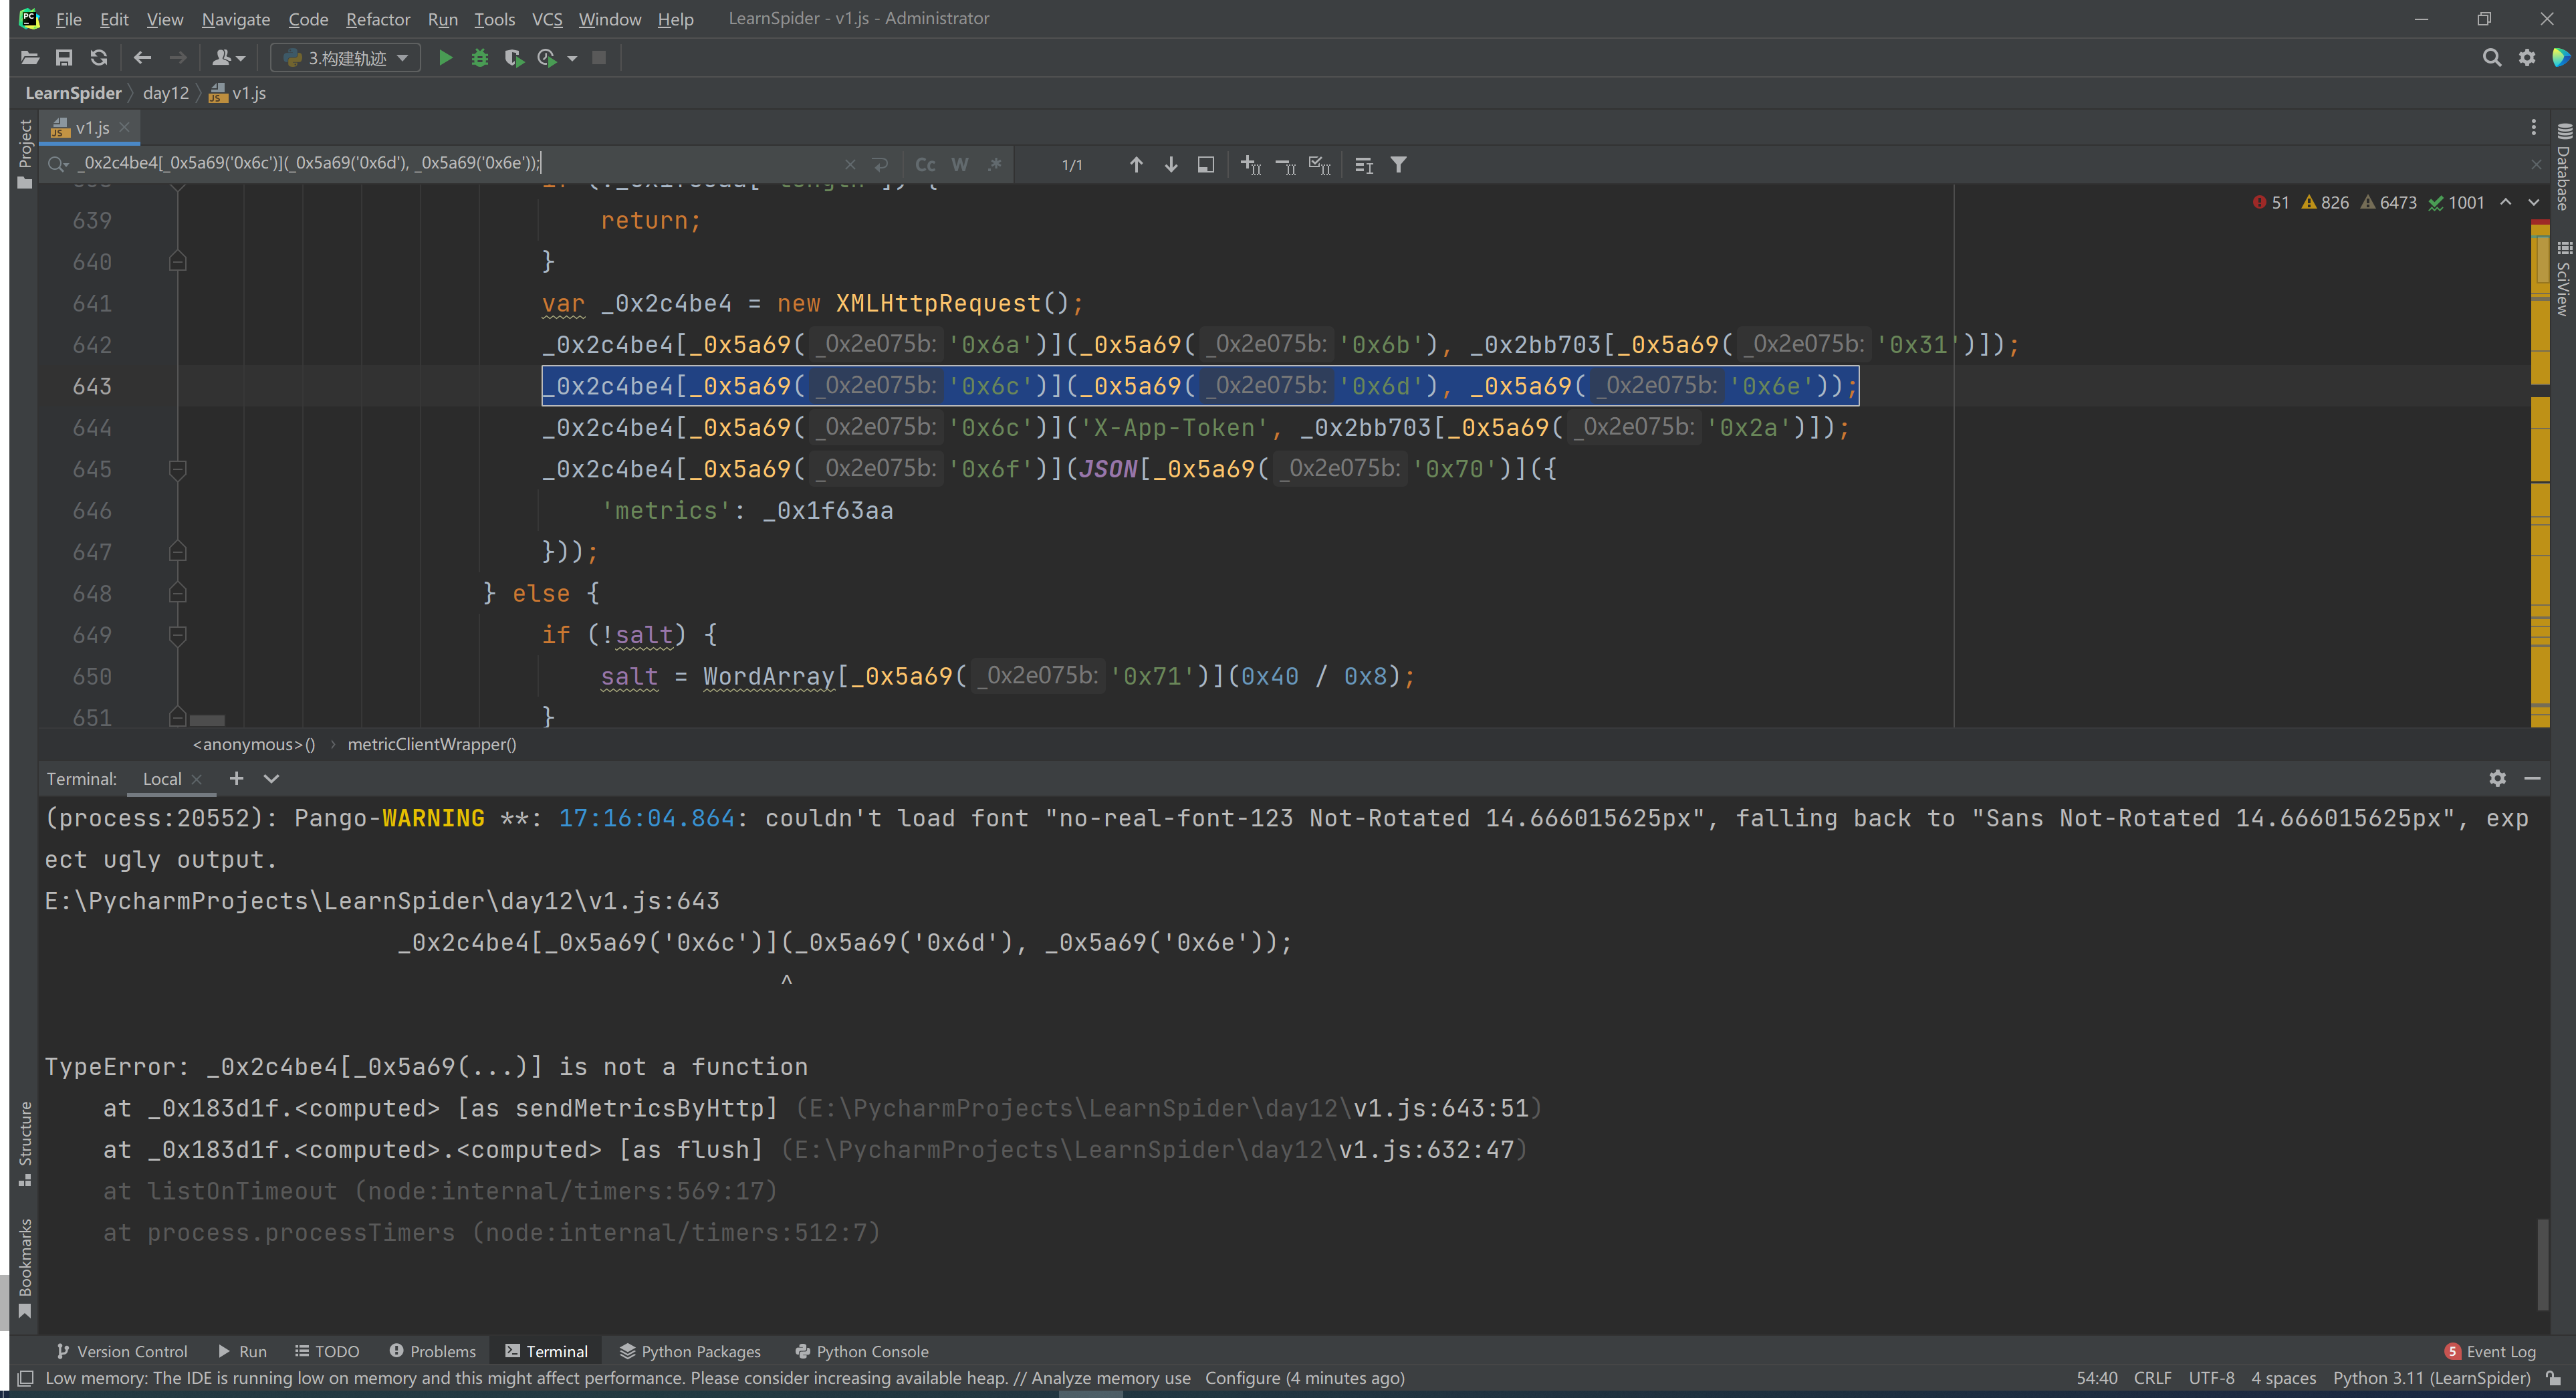 File Edit View Navigate Code Refactor Run Tools VCS Window Help LearnSpider - v1.js - Administrator
3.构建轨迹
LearnSpider day12 v1.js
v1.js
_0x2c4be4[_0x5a69('0x6c')](_0x5a69('0x6d'), _0x5a69('0x6e')); Cc W .* 1/1
51 826 6473 1001
639 return;
640 }
641 var _0x2c4be4 = new XMLHttpRequest();
642 _0x2c4be4[_0x5a69( _0x2e075b: '0x6a')](_0x5a69( _0x2e075b: '0x6b'), _0x2bb703[_0x5a69( _0x2e075b: '0x31')]);
643 _0x2c4be4[_0x5a69( _0x2e075b: '0x6c')](_0x5a69( _0x2e075b: '0x6d'), _0x5a69( _0x2e075b: '0x6e'));
644 _0x2c4be4[_0x5a69( _0x2e075b: '0x6c')]('X-App-Token', _0x2bb703[_0x5a69( _0x2e075b: '0x2a')]);
645 _0x2c4be4[_0x5a69( _0x2e075b: '0x6f')](JSON[_0x5a69( _0x2e075b: '0x70')]({
646 'metrics': _0x1f63aa
647 }));
648 } else {
649 if (!salt) {
650 salt = WordArray[_0x5a69( _0x2e075b: '0x71')](0x40 / 0x8);
651 }
<anonymous>() metricClientWrapper()
Terminal: Local
(process:20552): Pango-WARNING **: 17:16:04.864: couldn't load font "no-real-font-123 Not-Rotated 14.666015625px", falling back to "Sans Not-Rotated 14.666015625px", exp
ect ugly output.
E:\PycharmProjects\LearnSpider\day12\v1.js:643
_0x2c4be4[_0x5a69('0x6c')](_0x5a69('0x6d'), _0x5a69('0x6e'));
^
TypeError: _0x2c4be4[_0x5a69(...)] is not a function
at _0x183d1f.<computed> [as sendMetricsByHttp] (E:\PycharmProjects\LearnSpider\day12\v1.js:643:51)
at _0x183d1f.<computed>.<computed> [as flush] (E:\PycharmProjects\LearnSpider\day12\v1.js:632:47)
at listOnTimeout (node:internal/timers:569:17)
at process.processTimers (node:internal/timers:512:7)
Project
Structure
Bookmarks
Database
SciView
Version Control Run TODO Problems Terminal Python Packages Python Console 5 Event Log
Low memory: The IDE is running low on memory and this might affect performance. Please consider increasing available heap. // Analyze memory use Configure (4 minutes ago) 54:40 CRLF UTF-8 4 spaces Python 3.11 (LearnSpider)